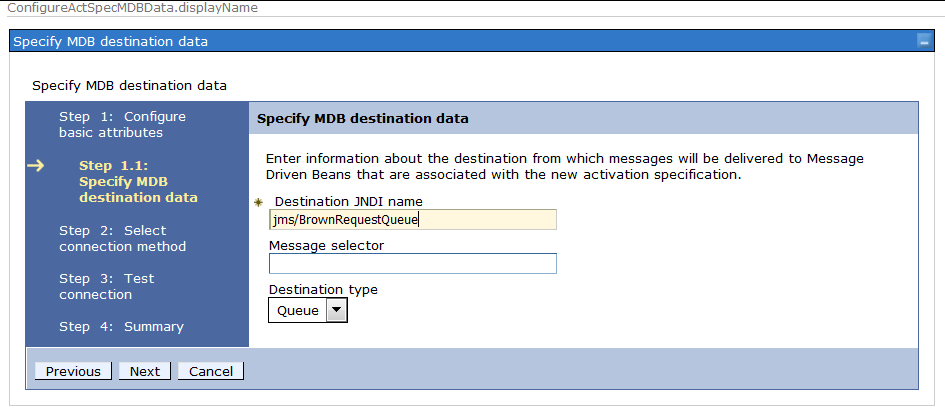 ConfigureActSpecMDBData.displayName
Specify MDB destination data
Specify MDB destination data
Step 1: Configure
basic attributes
Step 1.1:
Specify MDB
destination data
Step 2: Select
connection method
Step 3: Test
connection
Step 4: Summary
Specify MDB destination data
Enter information about the destination from which messages will be delivered to Message
Driven Beans that are associated with the new activation specification.
Destination JNDI name
jms/BrownRequestQueue
Message selector
Destination type
Queue
Previous Next Cancel